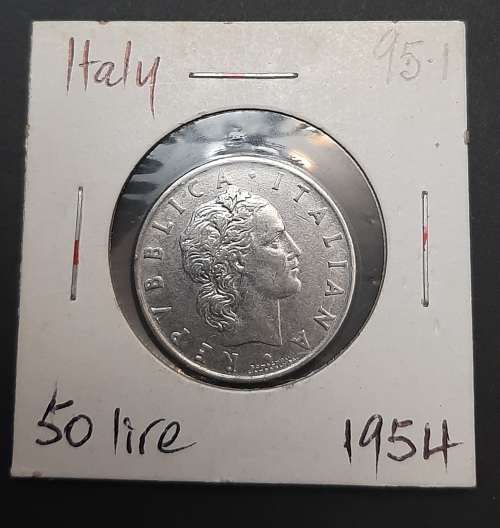 Italy 95.1
REPVBBLICA · ITALIANA
50 lire 1954